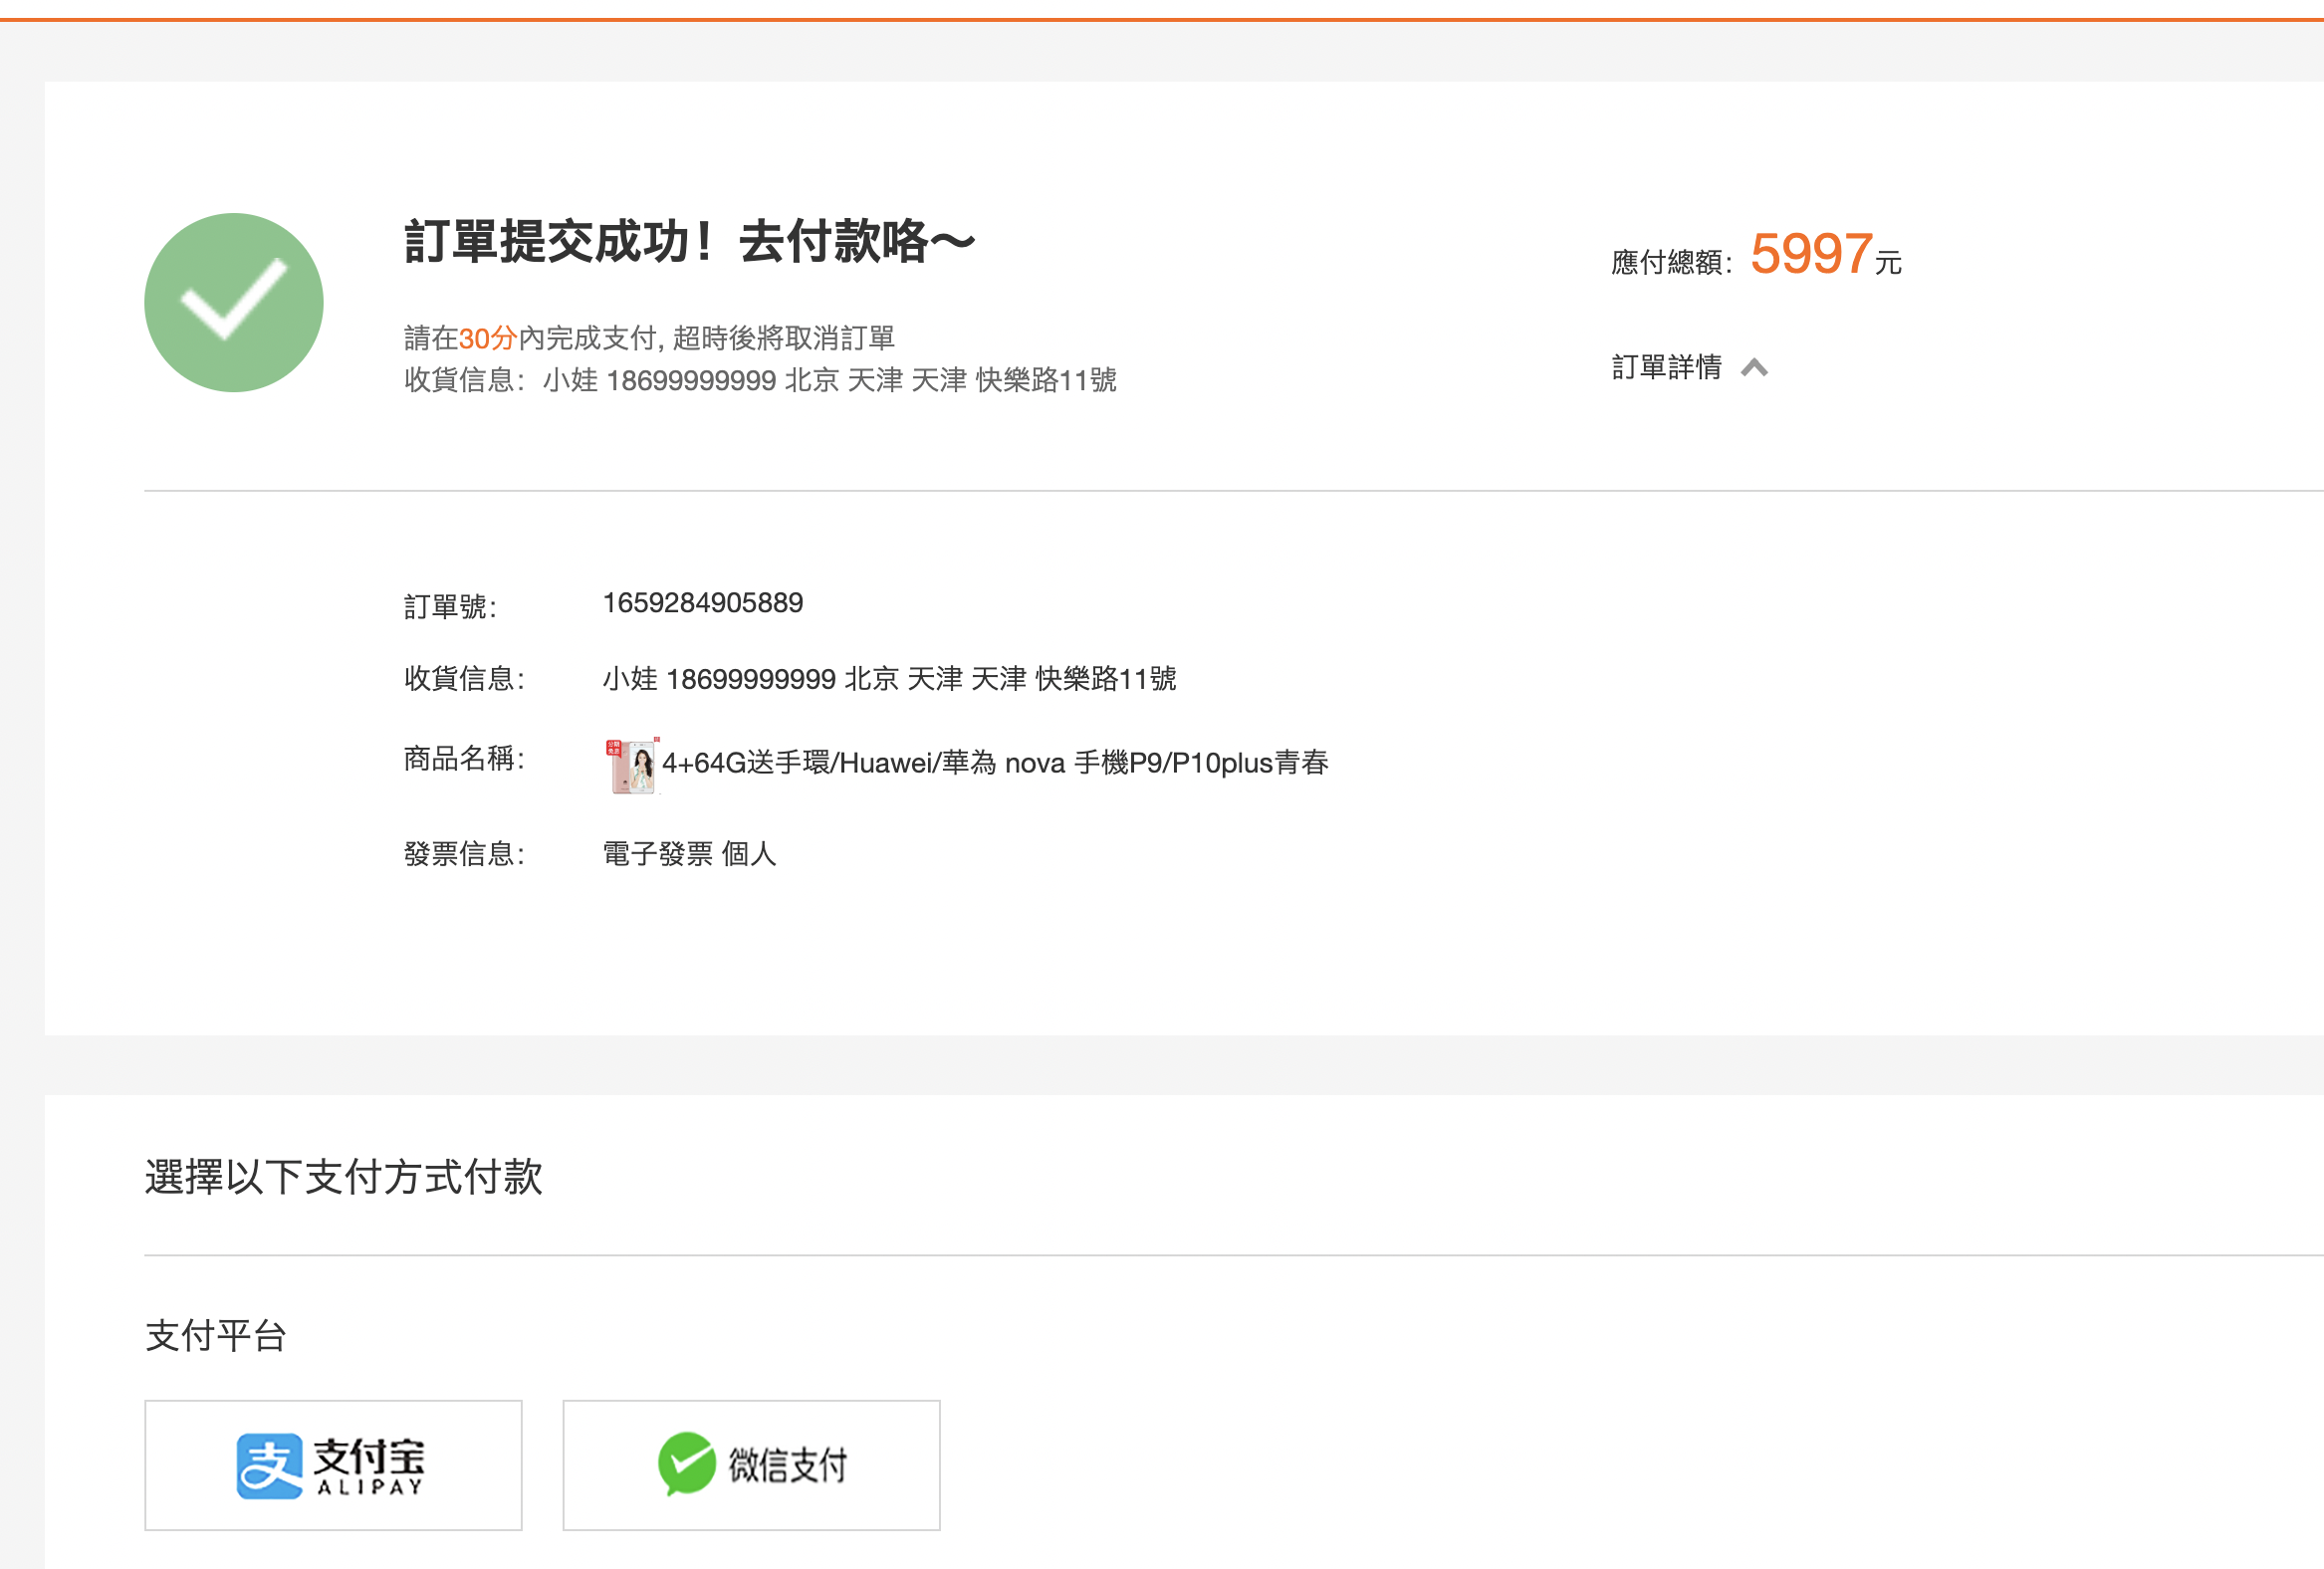 訂單提交成功！去付款咯～
應付總額：5997元
請在30分內完成支付, 超時後將取消訂單
收貨信息：小娃 18699999999 北京 天津 天津 快樂路11號
訂單詳情
訂單號： 1659284905889
收貨信息： 小娃 18699999999 北京 天津 天津 快樂路11號
商品名稱： 4+64G送手環/Huawei/華為 nova 手機P9/P10plus青春
發票信息： 電子發票 個人
選擇以下支付方式付款
支付平台
支 支付宝 ALIPAY
微信支付